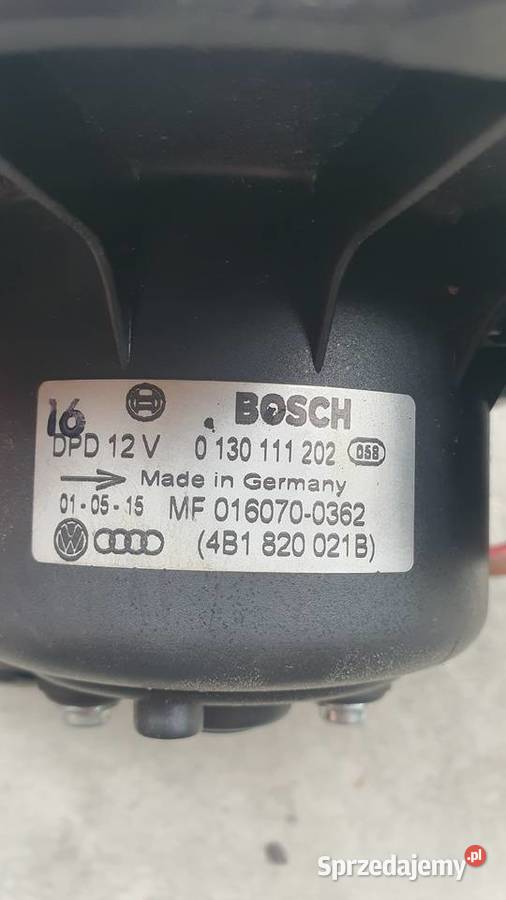 16
BOSCH
DPD 12 V 0 130 111 202 058
Made in Germany
01-05-15 MF 016070-0362
(4B1 820 021B)
Sprzedajemy.pl